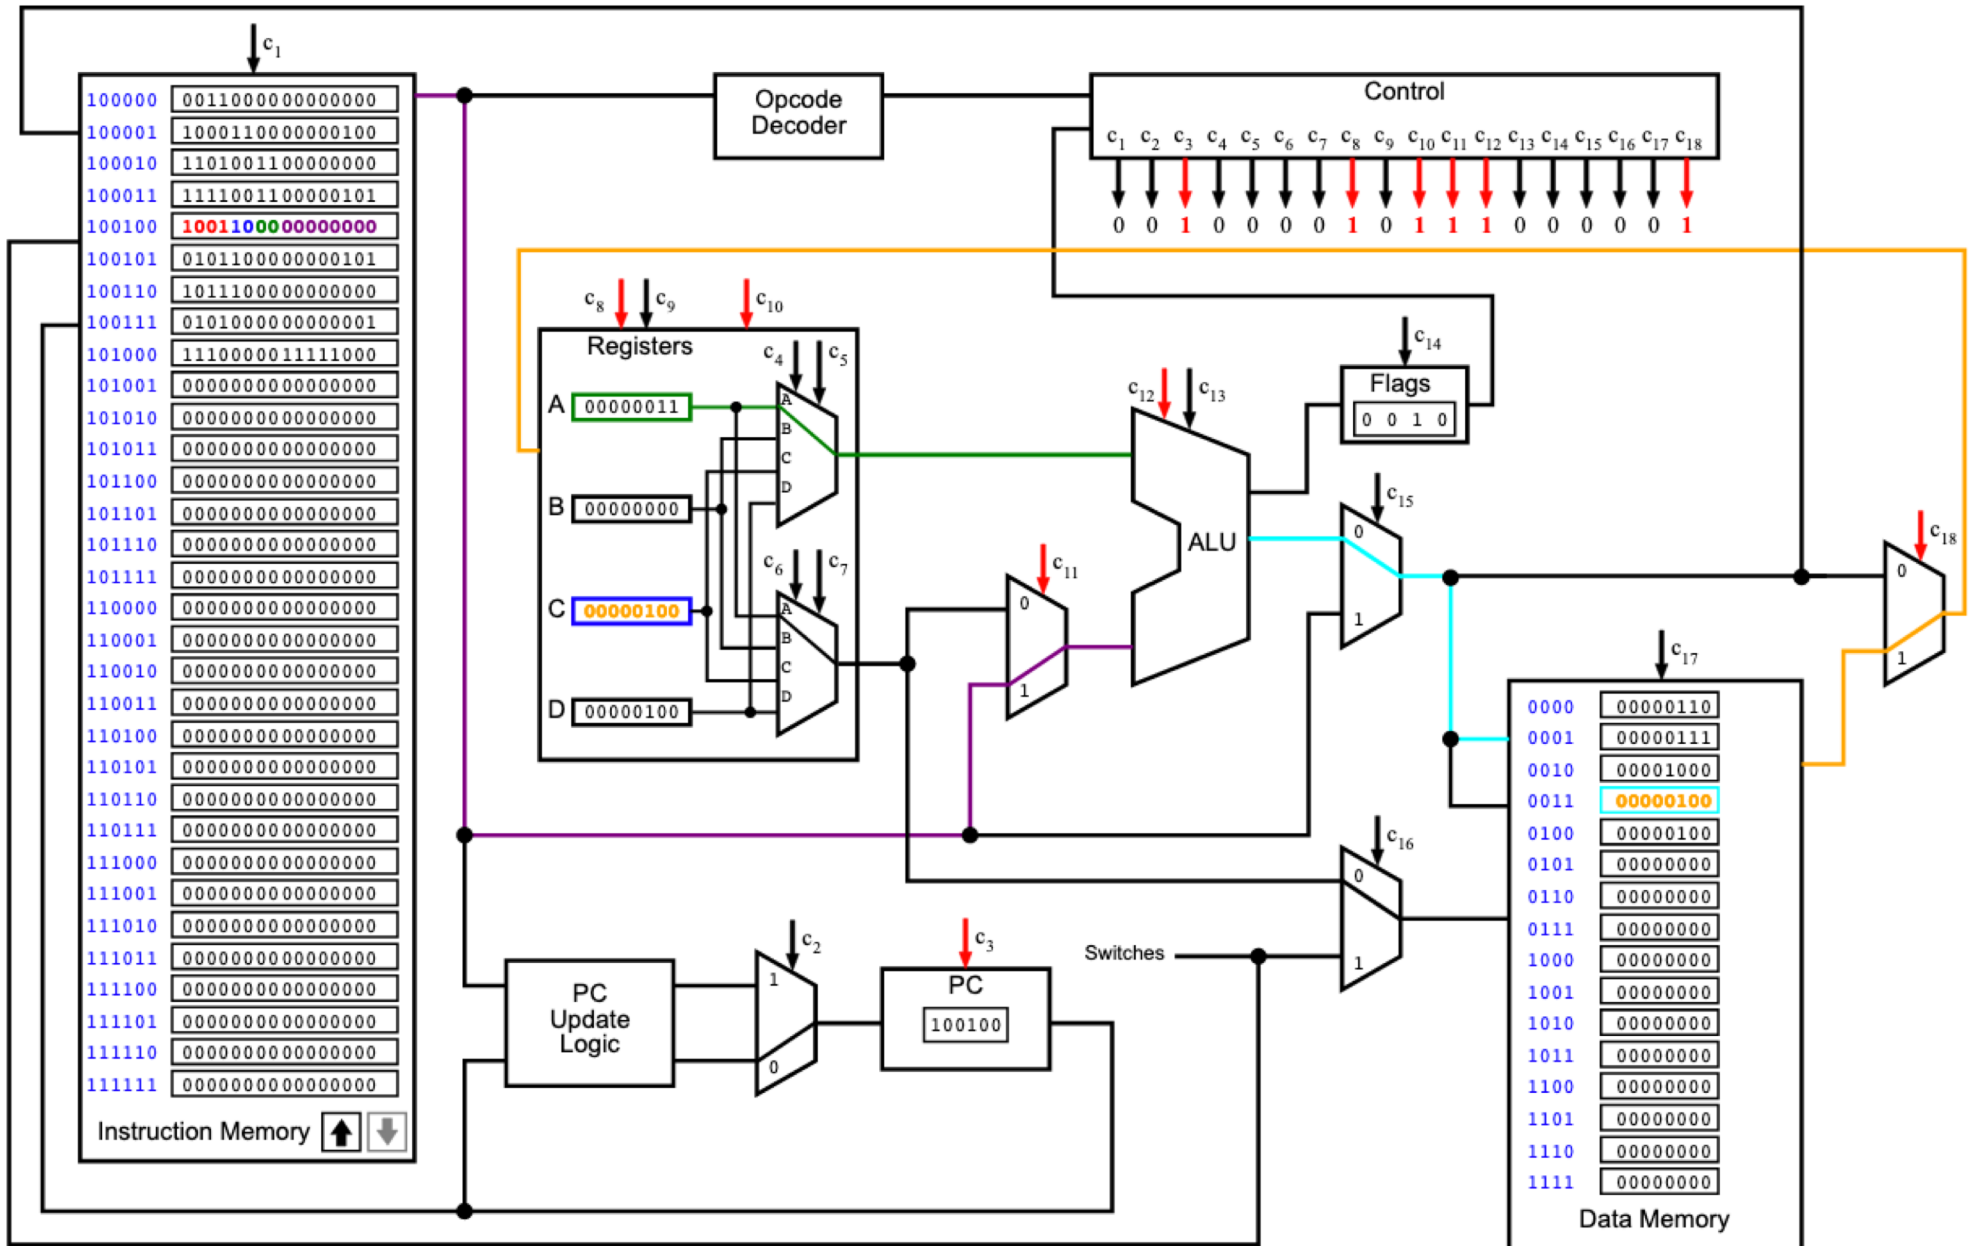 c1
100000 0011000000000000
100001 1000110000000100
100010 1101001100000000
100011 1111001100000101
100100 1001100000000000
100101 0101100000000101
100110 1011100000000000
100111 0101000000000001
101000 1110000011111000
101001 0000000000000000
101010 0000000000000000
101011 0000000000000000
101100 0000000000000000
101101 0000000000000000
101110 0000000000000000
101111 0000000000000000
110000 0000000000000000
110001 0000000000000000
110010 0000000000000000
110011 0000000000000000
110100 0000000000000000
110101 0000000000000000
110110 0000000000000000
110111 0000000000000000
111000 0000000000000000
111001 0000000000000000
111010 0000000000000000
111011 0000000000000000
111100 0000000000000000
111101 0000000000000000
111110 0000000000000000
111111 0000000000000000
Instruction Memory
Opcode
Decoder
Control
c1 c2 c3 c4 c5 c6 c7 c8 c9 c10 c11 c12 c13 c14 c15 c16 c17 c18
0 0 1 0 0 0 0 1 0 1 1 1 0 0 0 0 0 1
c8 c9 c10
Registers
c4 c5
A 00000011
B 00000000
C 00000100
D 00000100
A
B
C
D
c6 c7
A
B
C
D
c11
0
1
c12 c13
ALU
c14
Flags
0 0 1 0
c15
0
1
c18
0
1
c16
0
1
Switches
PC
Update
Logic
c2
1
0
c3
PC
100100
c17
0000 00000110
0001 00000111
0010 00001000
0011 00000100
0100 00000100
0101 00000000
0110 00000000
0111 00000000
1000 00000000
1001 00000000
1010 00000000
1011 00000000
1100 00000000
1101 00000000
1110 00000000
1111 00000000
Data Memory